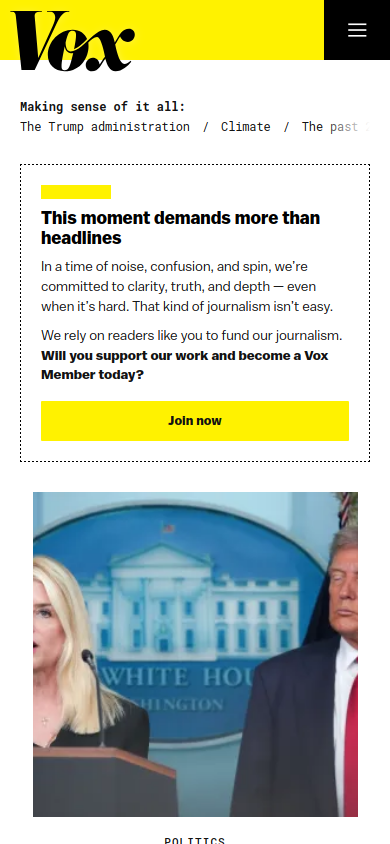 Vox
Making sense of it all:
The Trump administration / Climate / The past
This moment demands more than
headlines
In a time of noise, confusion, and spin, we're
committed to clarity, truth, and depth — even
when it's hard. That kind of journalism isn't easy.
We rely on readers like you to fund our journalism.
Will you support our work and become a Vox
Member today?
Join now
WHITE HOU
HINGTON
POLITICS